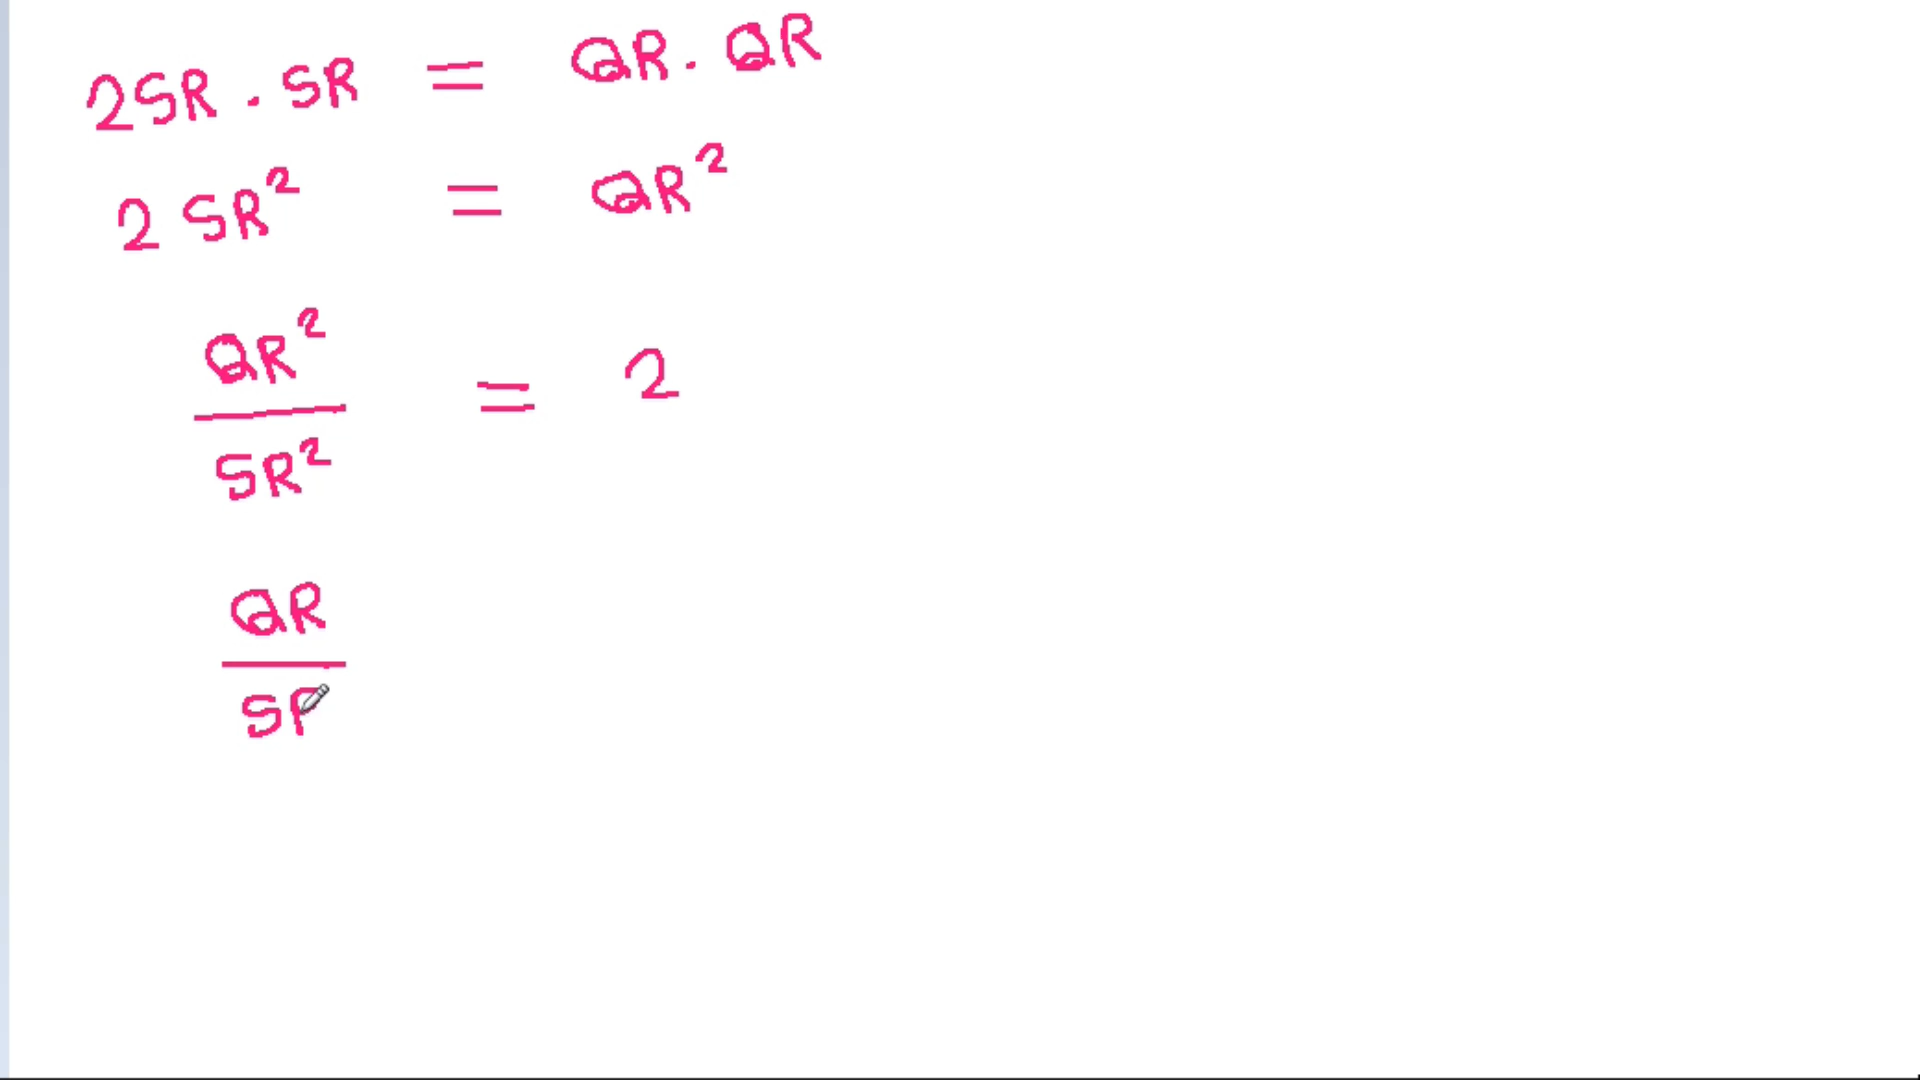 2SR . SR = QR . QR
2 SR² = QR²
QR²
= 2
SR²
QR
SR